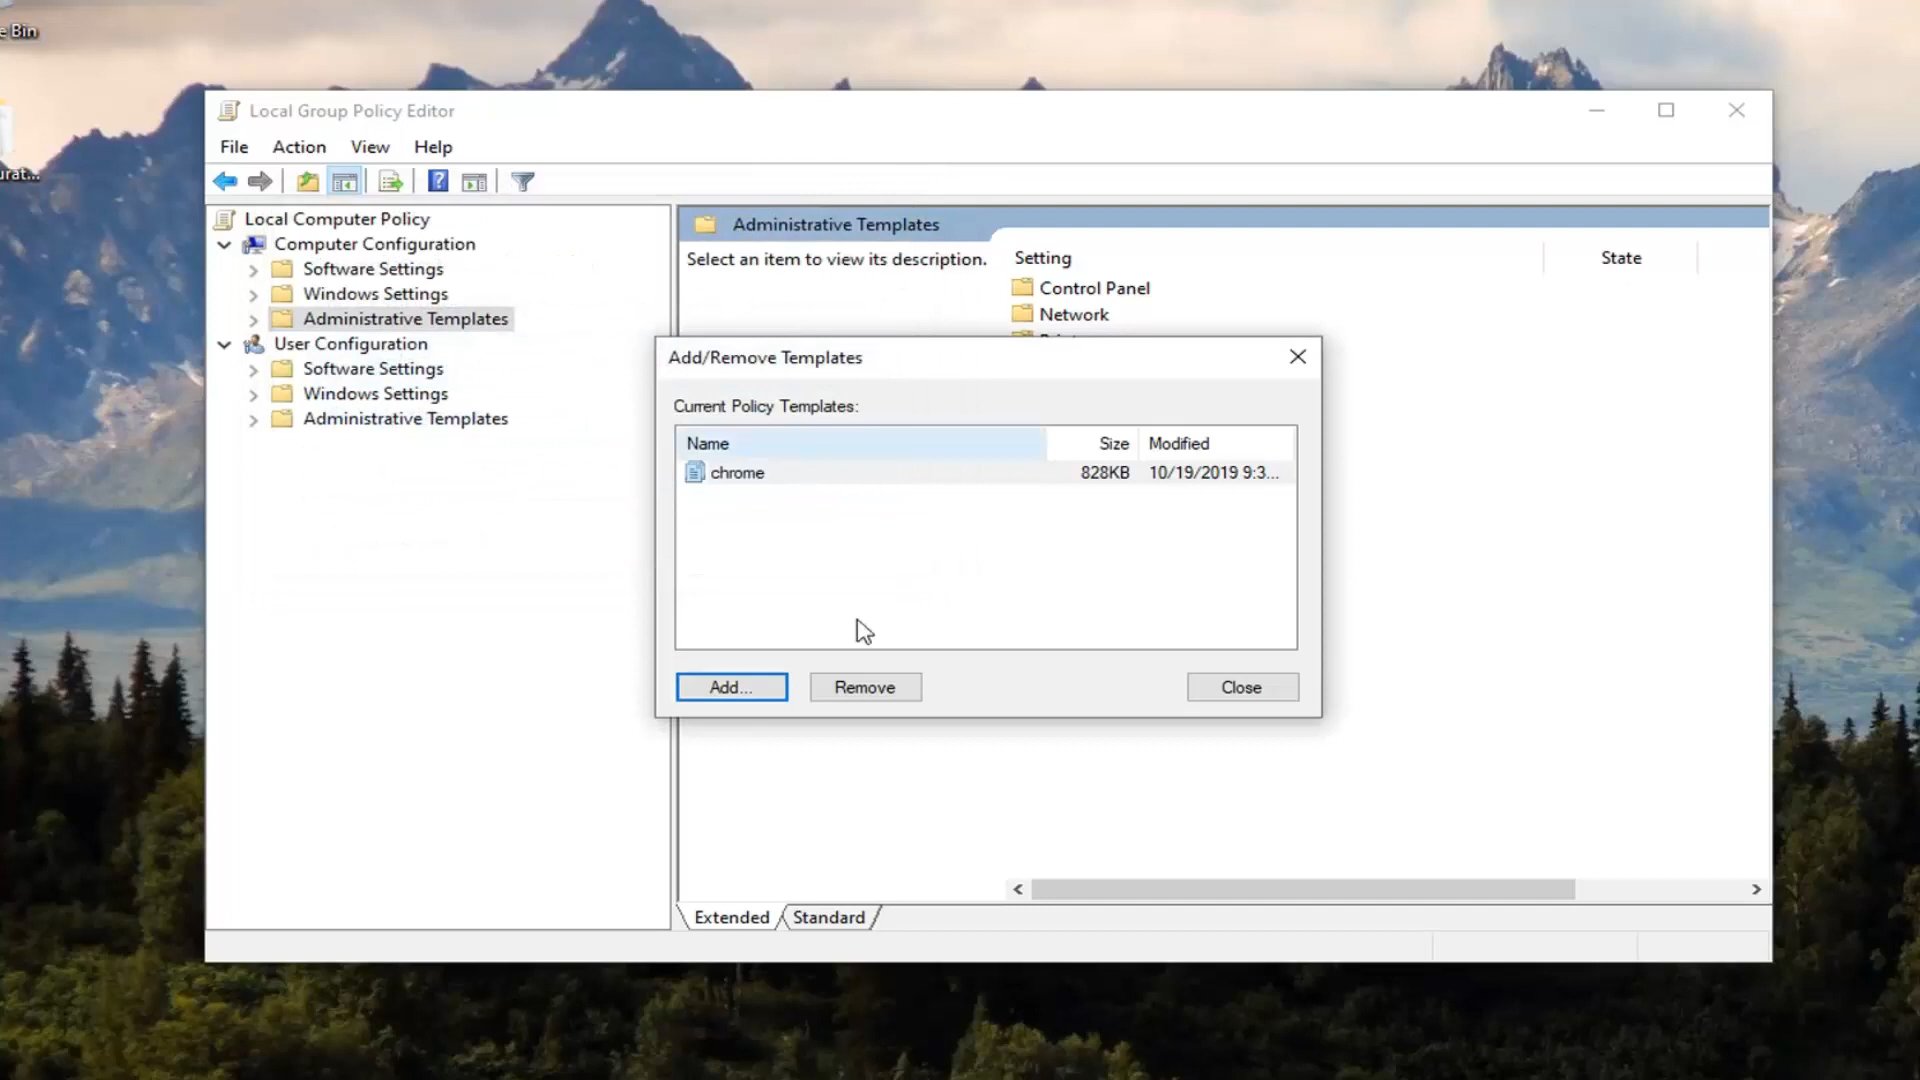 e Bin
urat...
Local Group Policy Editor
File Action View Help
Local Computer Policy
Computer Configuration
Software Settings
Windows Settings
Administrative Templates
User Configuration
Software Settings
Windows Settings
Administrative Templates
Administrative Templates
Select an item to view its description.
Setting State
Control Panel
Network
Add/Remove Templates
Current Policy Templates:
Name Size Modified
chrome 828KB 10/19/2019 9:3...
Add... Remove Close
Extended Standard